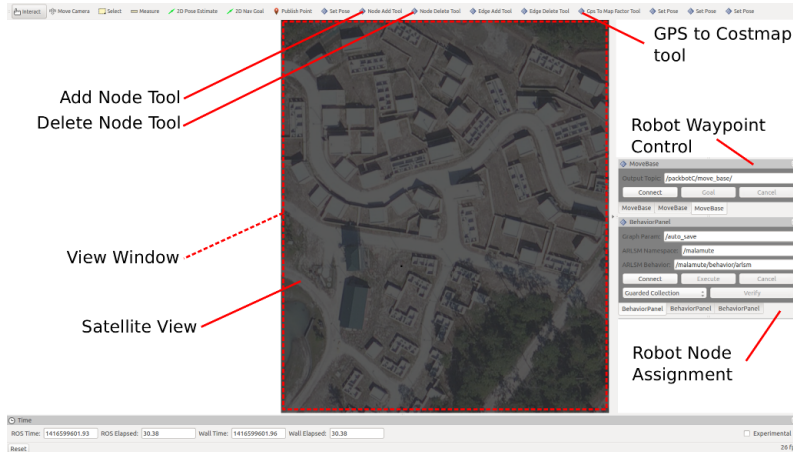 Interact Move Camera Select Measure 2D Pose Estimate 2D Nav Goal Publish Point Set Pose Node Add Tool Node Delete Tool Edge Add Tool Edge Delete Tool Gps To Map Factor Tool Set Pose Set Pose Set Pose
GPS to Costmap
tool
Add Node Tool
Delete Node Tool
Robot Waypoint
Control
MoveBase
Output Topic: /packbotC/move_base/
Connect Goal Cancel
MoveBase MoveBase MoveBase
BehaviorPanel
Graph Param: /auto_save
ARLSM Namespace: /malamute
ARLSM Behavior: /malamute/behavior/arlsm
Connect Execute Cancel
Guarded Collection Verify
BehaviorPanel BehaviorPanel BehaviorPanel
View Window
Satellite View
Robot Node
Assignment
Time
ROS Time: 1416599601.93 ROS Elapsed: 30.38 Wall Time: 1416599601.96 Wall Elapsed: 30.38 Experimental
Reset